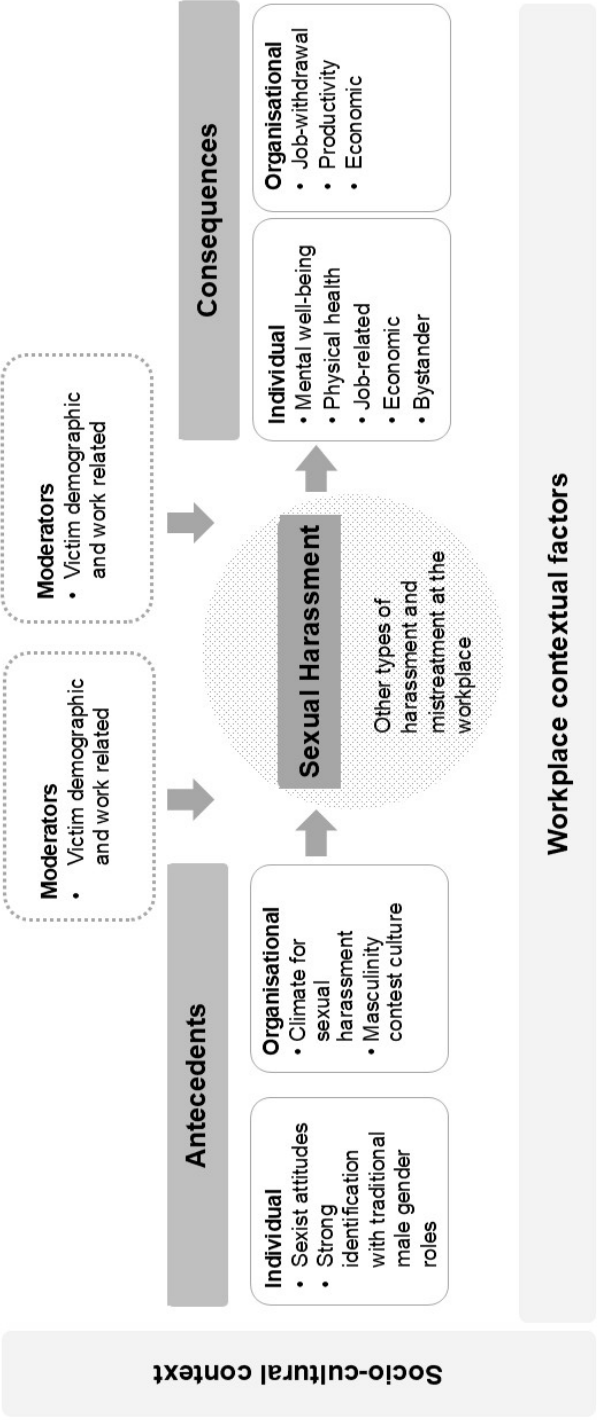 Socio-cultural context
Antecedents
Individual
• Sexist attitudes
• Strong
identification
with traditional
male gender
roles
Organisational
• Climate for
sexual
harassment
• Masculinity
contest culture
Moderators
• Victim demographic
and work related
Sexual Harassment
Other types of
harassment and
mistreatment at the
workplace
Moderators
• Victim demographic
and work related
Consequences
Individual
• Mental well-being
• Physical health
• Job-related
• Economic
• Bystander
Organisational
• Job-withdrawal
• Productivity
• Economic
Workplace contextual factors